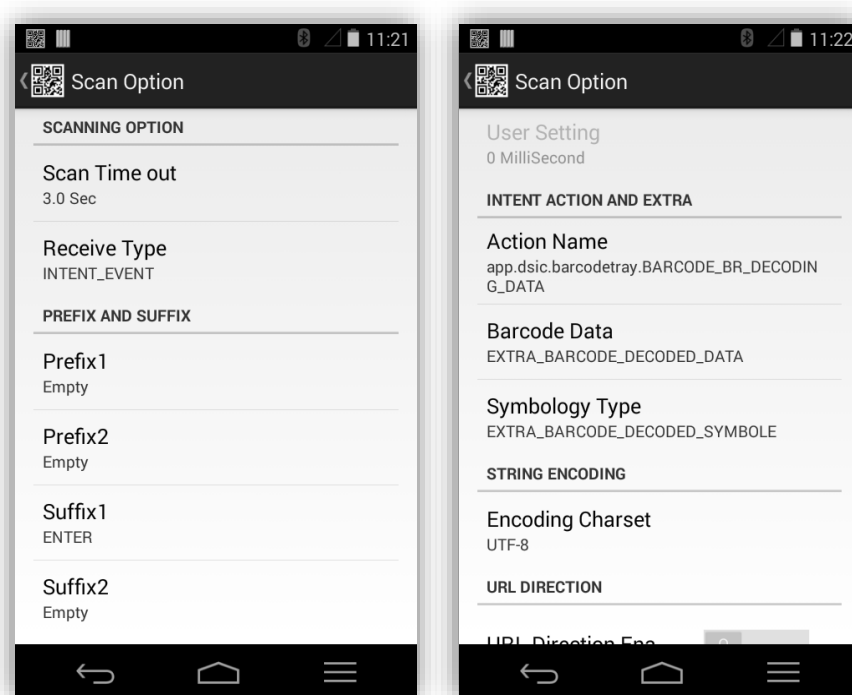 11:21
Scan Option
SCANNING OPTION
Scan Time out
3.0 Sec
Receive Type
INTENT_EVENT
PREFIX AND SUFFIX
Prefix1
Empty
Prefix2
Empty
Suffix1
ENTER
Suffix2
Empty
11:22
Scan Option
User Setting
0 MilliSecond
INTENT ACTION AND EXTRA
Action Name
app.dsic.barcodetray.BARCODE_BR_DECODIN
G_DATA
Barcode Data
EXTRA_BARCODE_DECODED_DATA
Symbology Type
EXTRA_BARCODE_DECODED_SYMBOLE
STRING ENCODING
Encoding Charset
UTF-8
URL DIRECTION
URL Direction Ena